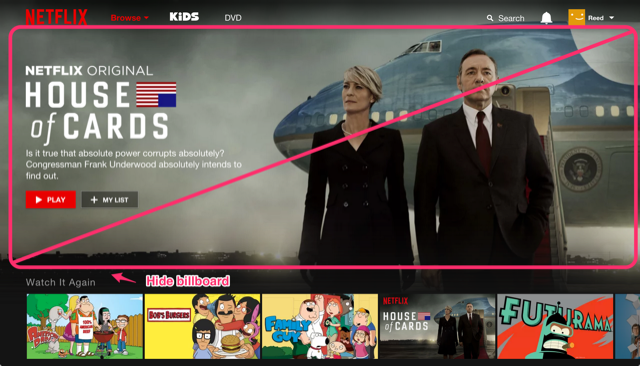 NETFLIX Browse KiDS DVD Search Reed
NETFLIX ORIGINAL
HOUSE
of CARDS
Is it true that absolute power corrupts absolutely?
Congressman Frank Underwood absolutely intends to
find out.
PLAY + MY LIST
Watch It Again Hide billboard
BOB'S BURGERS
FAMILY
GUY
NETFLIX
HOUSE
of CARDS
FUTURAMA